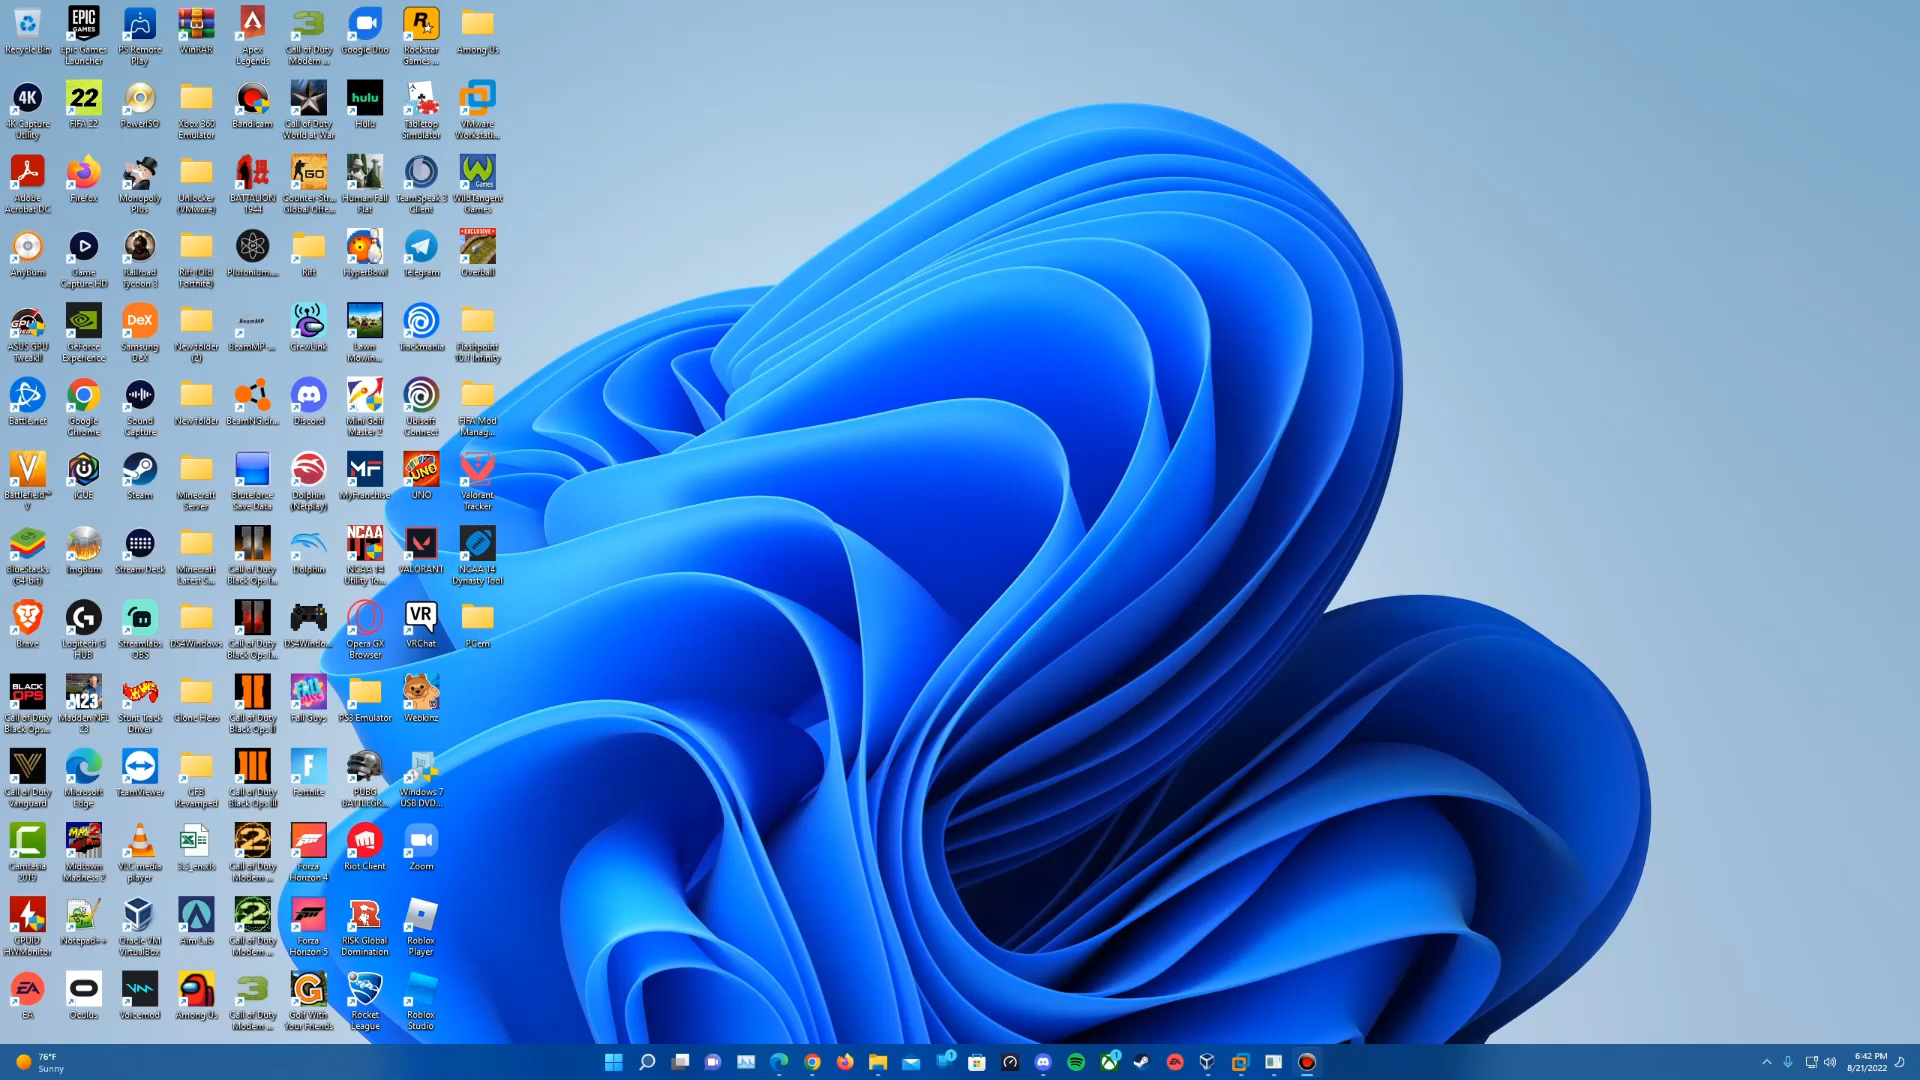 Recycle Bin
Epic Games
Launcher
PS Remote
Play
WinRAR
Apex
Legends
Call of Duty
Modern ...
Google Duo
Rockstar
Games ...
Among Us
4K Capture
Utility
FIFA 22
PowerISO
Xbox 360
Emulator
Bandicam
Call of Duty
World at War
Hulu
Tabletop
Simulator
VMware
Workstati...
Adobe
Acrobat DC
Firefox
Monopoly
Plus
Unlocker
(VMware)
BATTALION
1944
Counter-Str...
Global Offe...
Human Fall
Flat
TeamSpeak 3
Client
WildTangent
Games
AnyBurn
Game
Capture HD
Railroad
Tycoon 3
Rift (Old
Fortnite)
Plutonium....
Rift
HyperBowl
Telegram
Overball
ASUS GPU
TweakII
GeForce
Experience
Samsung
DeX
New folder
(2)
BeamMP-...
CrewLink
Lawn
Mowin...
Trackmania
Flashpoint
10.1 Infinity
Battle.net
Google
Chrome
Sound
Capture
New folder
BeamNG.dr...
Discord
Mini Golf
Master 2
Ubisoft
Connect
FIFA Mod
Manag...
Battlefield™
V
iCUE
Steam
Minecraft
Server
Bruteforce
Save Data
Dolphin
(Netplay)
MyFranchise
UNO
Valorant
Tracker
BlueStacks
(64-bit)
ImgBurn
Stream Deck
Minecraft
Latest S...
Call of Duty
Black Ops I...
Dolphin
NCAA 14
Utility To...
VALORANT
NCAA 14
Dynasty Tool
Brave
Logitech G
HUB
Streamlabs
OBS
DS4Windows
Call of Duty
Black Ops I...
DS4Windo...
Opera GX
Browser
VRChat
PCem
Call of Duty
Black Ops...
Madden NFL
23
Stunt Track
Driver
Clone Hero
Call of Duty
Black Ops II
Fall Guys
PS3 Emulator
Webkinz
Call of Duty
Vanguard
Microsoft
Edge
TeamViewer
CFB
Revamped
Call of Duty
Black Ops III
Fortnite
PUBG
BATTLEGR...
Windows 7
USB DVD...
Camtasia
2019
Midtown
Madness 2
VLC media
player
Call of Duty
Modern ...
Forza
Horizon 4
Riot Client
Zoom
CPUID
HWMonitor
Notepad++
Oracle VM
VirtualBox
Aim Lab
Call of Duty
Modern ...
Forza
Horizon 5
RISK Global
Domination
Roblox
Player
EA
Oculus
Voicemod
Among Us
Call of Duty
Modern ...
Golf With
Your Friends
Rocket
League
Roblox
Studio
76°F
Sunny
6:42 PM
8/21/2022